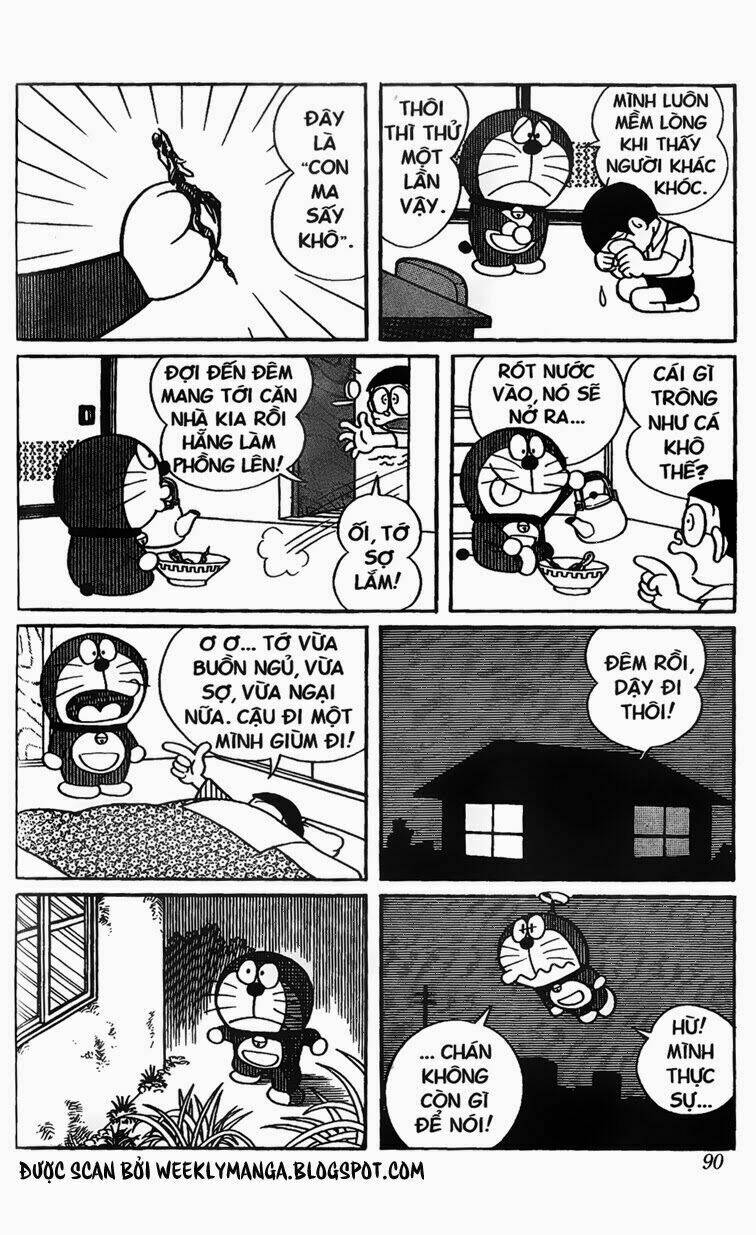 MÌNH LUÔN
MỀM LÒNG
KHI THẤY
NGƯỜI KHÁC
KHÓC.
THÔI
THÌ THỬ
MỘT
LẦN
VẬY.
ĐÂY
LÀ
"CON
MA
SẤY
KHÔ".
CÁI GÌ
TRÔNG
NHƯ CÁ
KHÔ
THẾ?
RÓT NƯỚC
VÀO, NÓ SẼ
NỞ RA...
ĐỢI ĐẾN ĐÊM
MANG TỚI CĂN
NHÀ KIA RỒI
HẴNG LÀM
PHỒNG LÊN!
ỐI, TỚ
SỢ
LẮM!
ĐÊM RỒI,
DẬY ĐI
THÔI!
Ơ Ơ... TỚ VỪA
BUỒN NGỦ, VỪA
SỢ, VỪA NGẠI
NỮA. CẬU ĐI MỘT
MÌNH GIÙM ĐI!
HỪ!
MÌNH
THỰC
SỰ...
... CHÁN
KHÔNG
CÒN GÌ
ĐỂ NÓI!
90
ĐƯỢC SCAN BỞI WEEKLYMANGA.BLOGSPOT.COM